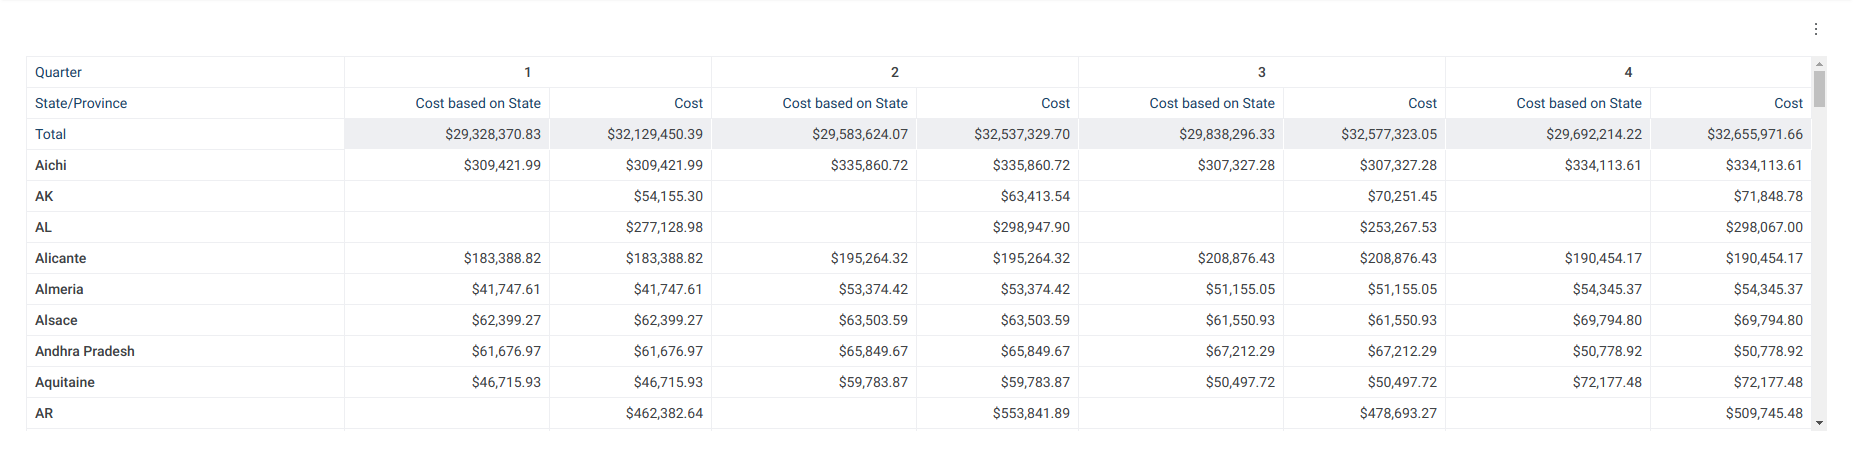 Quarter 1 2 3 4
State/Province Cost based on State Cost Cost based on State Cost Cost based on State Cost Cost based on State Cost
Total $29,328,370.83 $32,129,450.39 $29,583,624.07 $32,537,329.70 $29,838,296.33 $32,577,323.05 $29,692,214.22 $32,655,971.66
Aichi $309,421.99 $309,421.99 $335,860.72 $335,860.72 $307,327.28 $307,327.28 $334,113.61 $334,113.61
AK $54,155.30 $63,413.54 $70,251.45 $71,848.78
AL $277,128.98 $298,947.90 $253,267.53 $298,067.00
Alicante $183,388.82 $183,388.82 $195,264.32 $195,264.32 $208,876.43 $208,876.43 $190,454.17 $190,454.17
Almeria $41,747.61 $41,747.61 $53,374.42 $53,374.42 $51,155.05 $51,155.05 $54,345.37 $54,345.37
Alsace $62,399.27 $62,399.27 $63,503.59 $63,503.59 $61,550.93 $61,550.93 $69,794.80 $69,794.80
Andhra Pradesh $61,676.97 $61,676.97 $65,849.67 $65,849.67 $67,212.29 $67,212.29 $50,778.92 $50,778.92
Aquitaine $46,715.93 $46,715.93 $59,783.87 $59,783.87 $50,497.72 $50,497.72 $72,177.48 $72,177.48
AR $462,382.64 $553,841.89 $478,693.27 $509,745.48